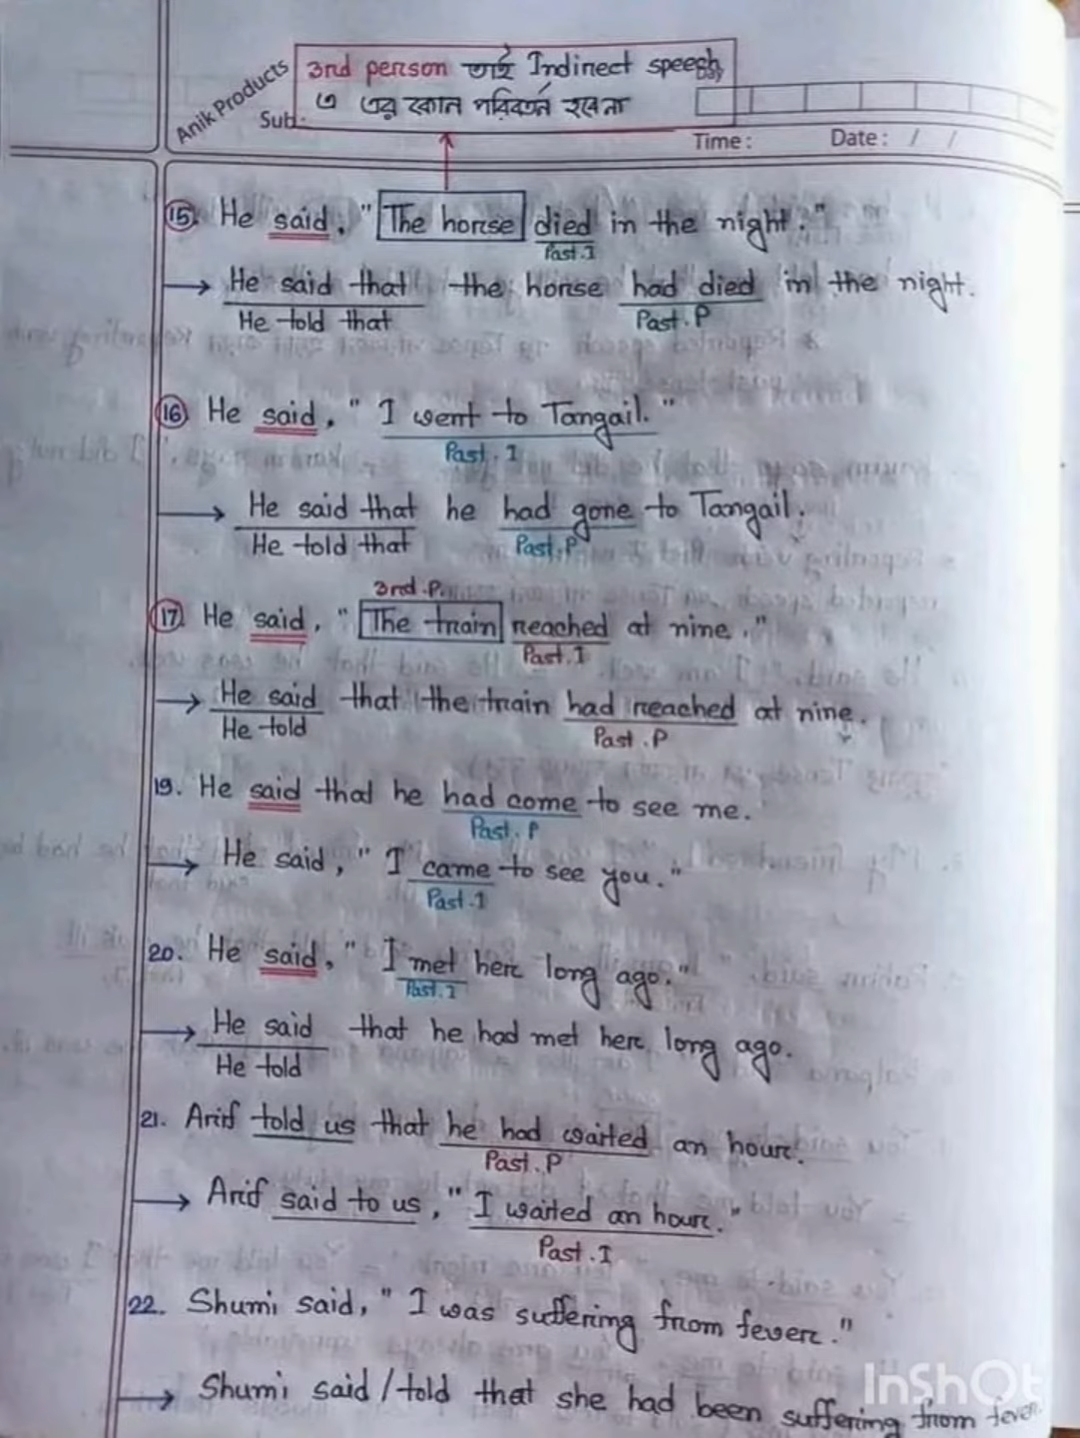 3rd person তাই Indirect speech
এ এর কোন পরিবর্তন হবে না
Anik Products
Sub:
Time :
Date : / /
15. He said, "The horse died in the night."
Past.I
→ He said that the horse had died in the night.
He told that Past.P
16 He said, "I went to Tangail."
Past.I
→ He said that he had gone to Tangail.
He told that Past.P
3rd.P
17. He said, "The train reached at nine."
Past.I
→ He said that the train had reached at nine.
He told Past.P
19. He said that he had come to see me.
Past.P
→ He said, "I came to see you."
Past.I
20. He said, "I met here long ago."
Past.I
→ He said that he had met here long ago.
He told
21. Arif told us that he had waited an hour.
Past.P
→ Arif said to us, "I waited an hour."
Past.I
22. Shumi said, "I was suffering from fever."
→ Shumi said/told that she had been suffering from fever.
InShOt